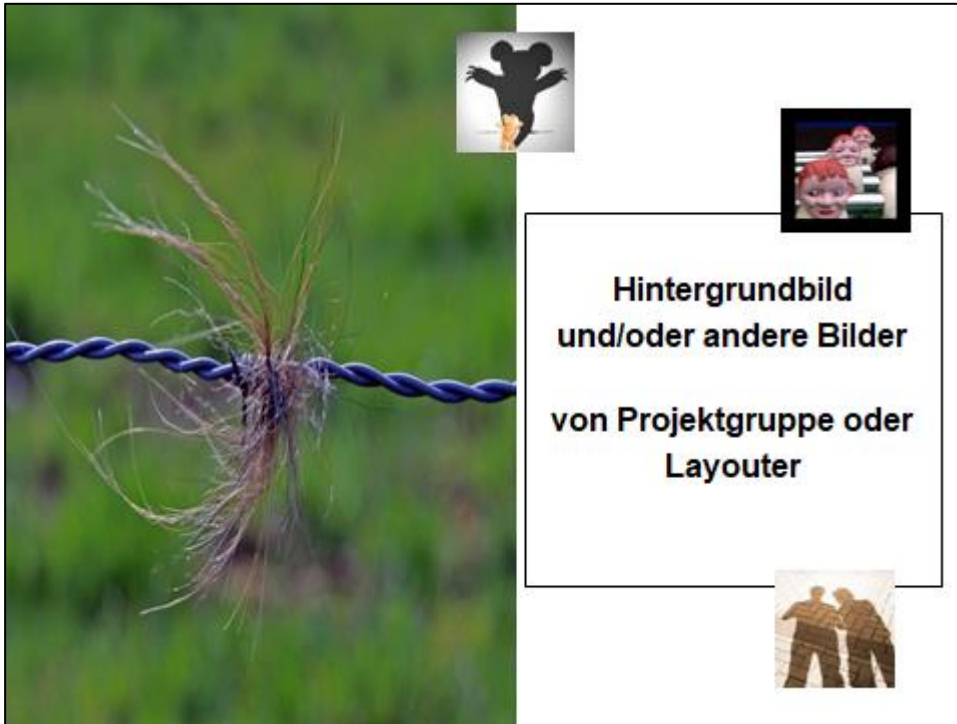 Hintergrundbild
und/oder andere Bilder
von Projektgruppe oder
Layouter